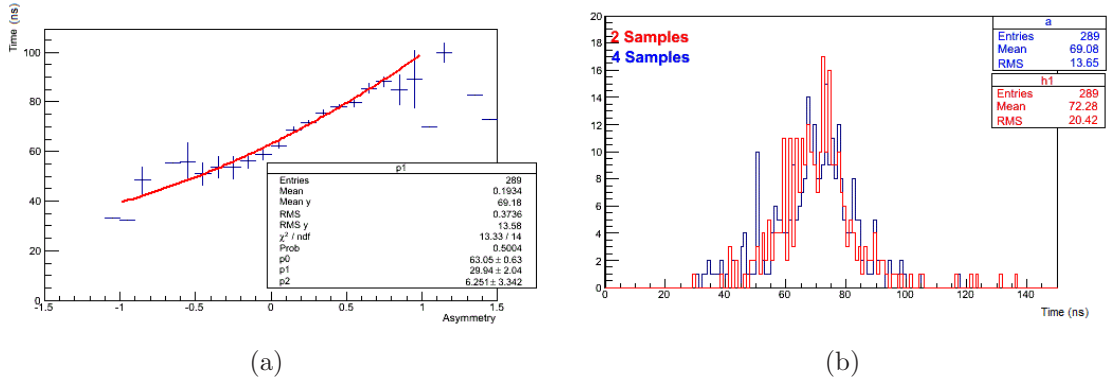 Time (ns)
100
80
60
40
20
0
-1.5
-1
-0.5
0
0.5
1
1.5
Asymmetry
p1
Entries 289
Mean 0.1934
Mean y 69.18
RMS 0.3736
RMS y 13.58
χ² / ndf 13.33 / 14
Prob 0.5004
p0 63.05 ± 0.63
p1 29.94 ± 2.04
p2 6.251 ± 3.342
(a)
20
18
16
14
12
10
8
6
4
2
0
2 Samples
4 Samples
a
Entries 289
Mean 69.08
RMS 13.65
h1
Entries 289
Mean 72.28
RMS 20.42
20
40
60
80
100
120
140
Time (ns)
(b)